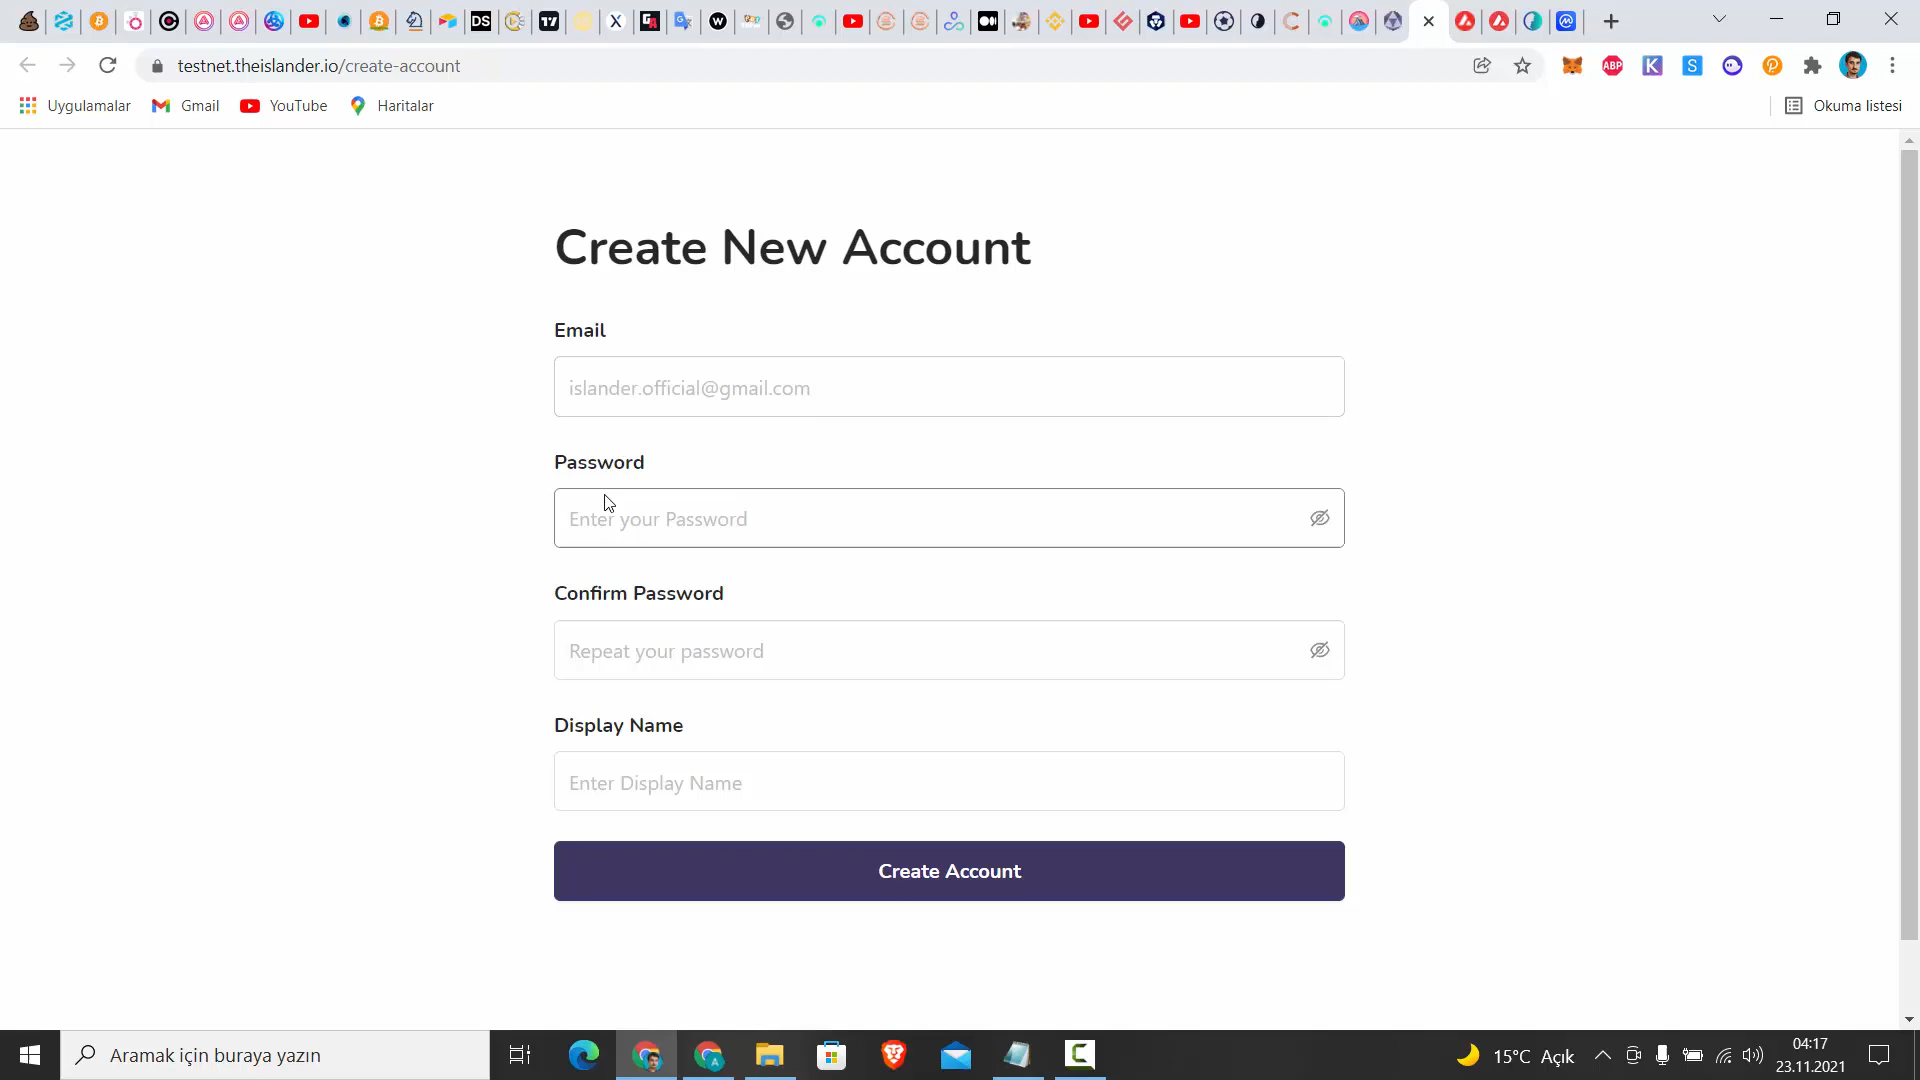 testnet.theislander.io/create-account
ABP
Uygulamalar
Gmail
YouTube
Haritalar
Okuma listesi
Create New Account
Email
islander.official@gmail.com
Password
Enter your Password
Confirm Password
Repeat your password
Display Name
Enter Display Name
Create Account
Aramak için buraya yazın
15°C Açık
04:17
23.11.2021